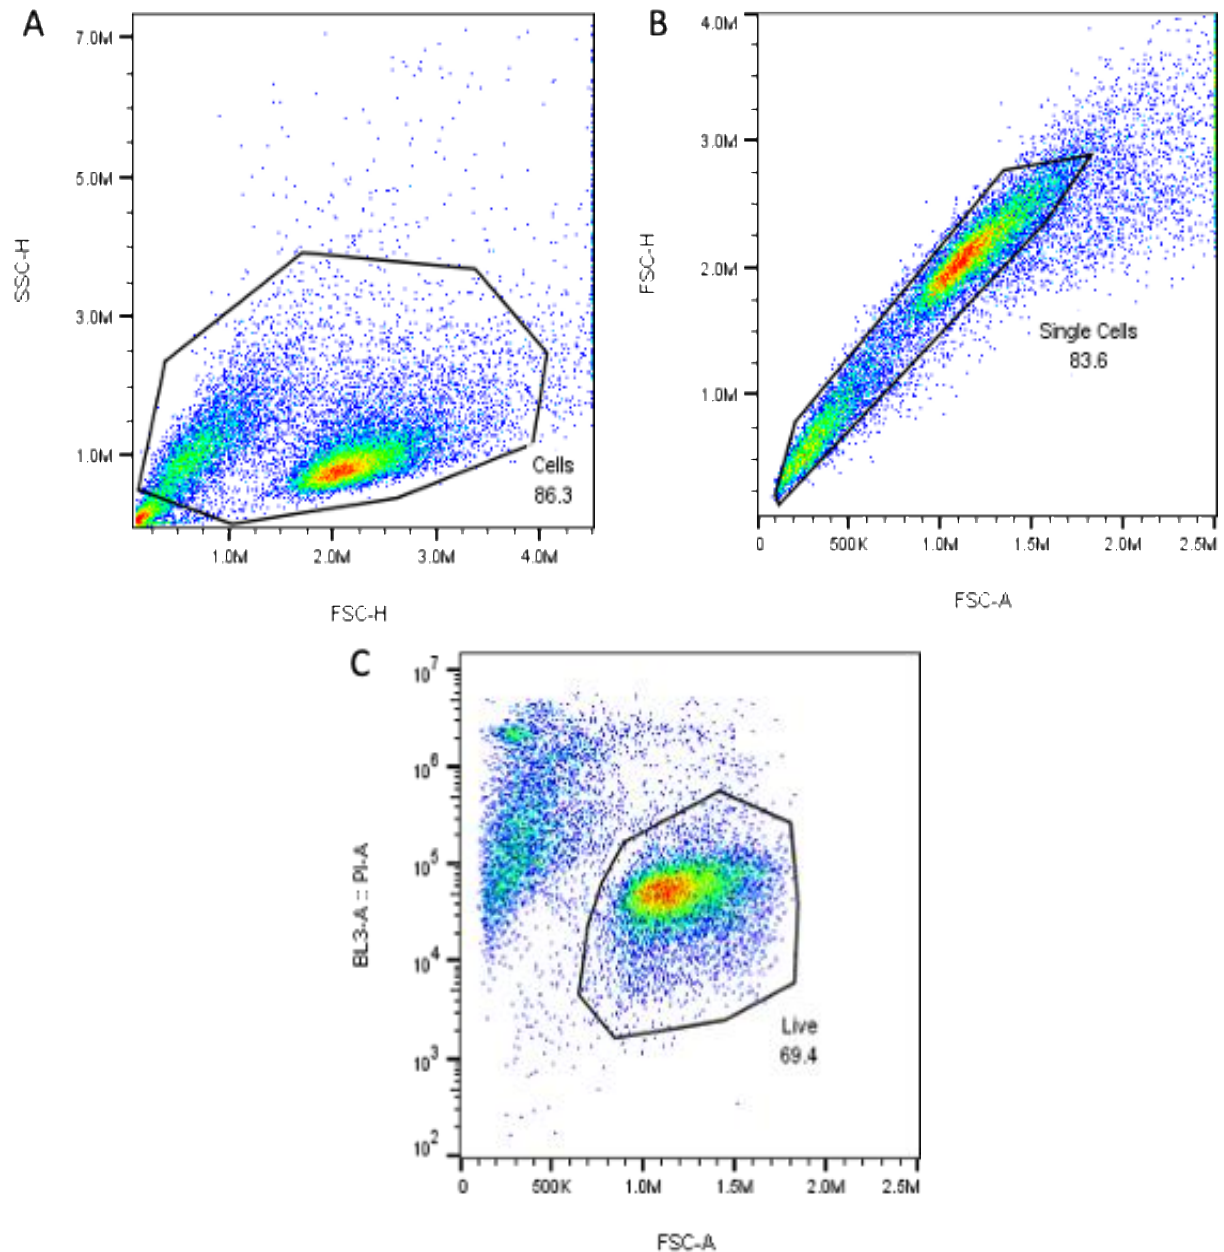 A
7.0M
5.0M
3.0M
1.0M
SSC-H
1.0M
2.0M
3.0M
4.0M
FSC-H
Cells
86.3
B
4.0M
3.0M
2.0M
1.0M
FSC-H
0
500K
1.0M
1.5M
2.0M
2.5M
FSC-A
Single Cells
83.6
C
10^7
10^6
10^5
10^4
10^3
10^2
BL3-A :: PI-A
0
500K
1.0M
1.5M
2.0M
2.5M
FSC-A
Live
69.4